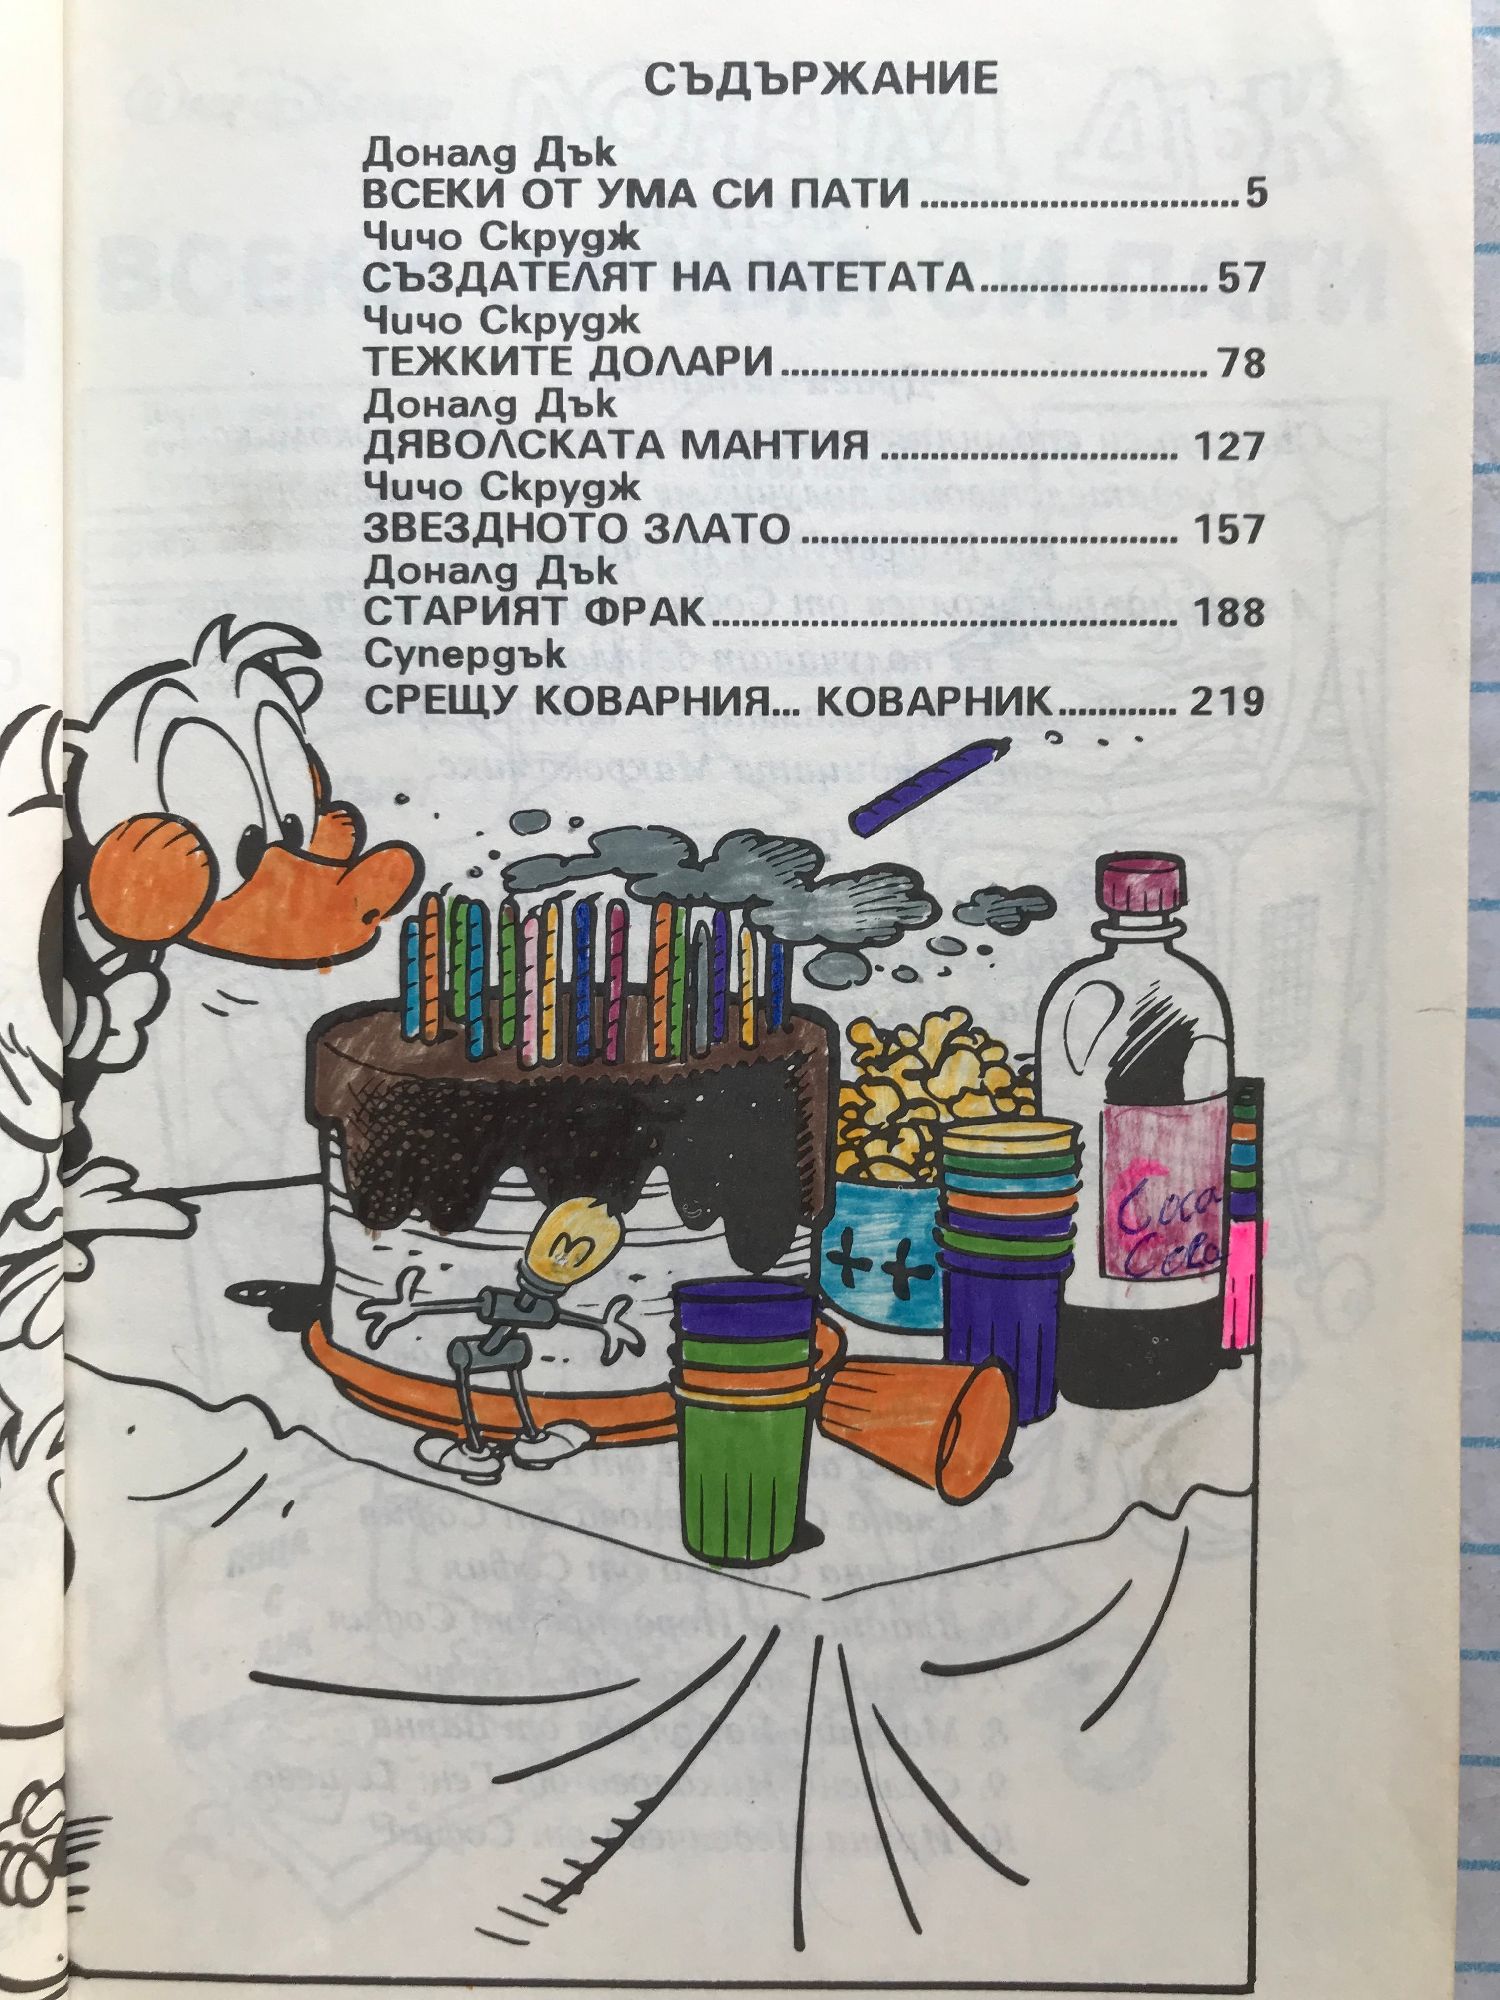 СЪДЪРЖАНИЕ
Доналд Дък
ВСЕКИ ОТ УМА СИ ПАТИ ................................ 5
Чичо Скрудж
СЪЗДАТЕЛЯТ НА ПАТЕТАТА ....................... 57
Чичо Скрудж
ТЕЖКИТЕ ДОЛАРИ ........................................... 78
Доналд Дък
ДЯВОЛСКАТА МАНТИЯ .............................. 127
Чичо Скрудж
ЗВЕЗДНОТО ЗЛАТО ...................................... 157
Доналд Дък
СТАРИЯТ ФРАК ............................................... 188
Супердък
СРЕЩУ КОВАРНИЯ... КОВАРНИК ............ 219
Coca
Cola